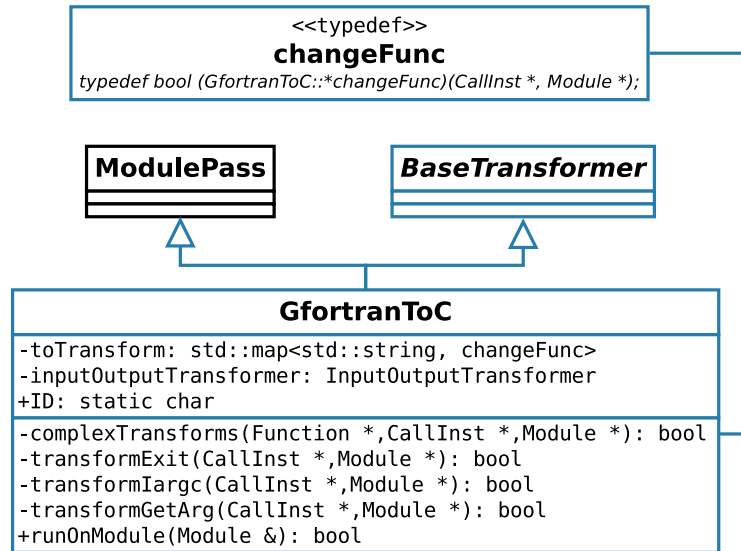 <<typedef>>
changeFunc
typedef bool (GfortranToC::*changeFunc)(CallInst *, Module *);
ModulePass
BaseTransformer
GfortranToC
-toTransform: std::map<std::string, changeFunc>
-inputOutputTransformer: InputOutputTransformer
+ID: static char
-complexTransforms(Function *,CallInst *,Module *): bool
-transformExit(CallInst *,Module *): bool
-transformIargc(CallInst *,Module *): bool
-transformGetArg(CallInst *,Module *): bool
+runOnModule(Module &): bool